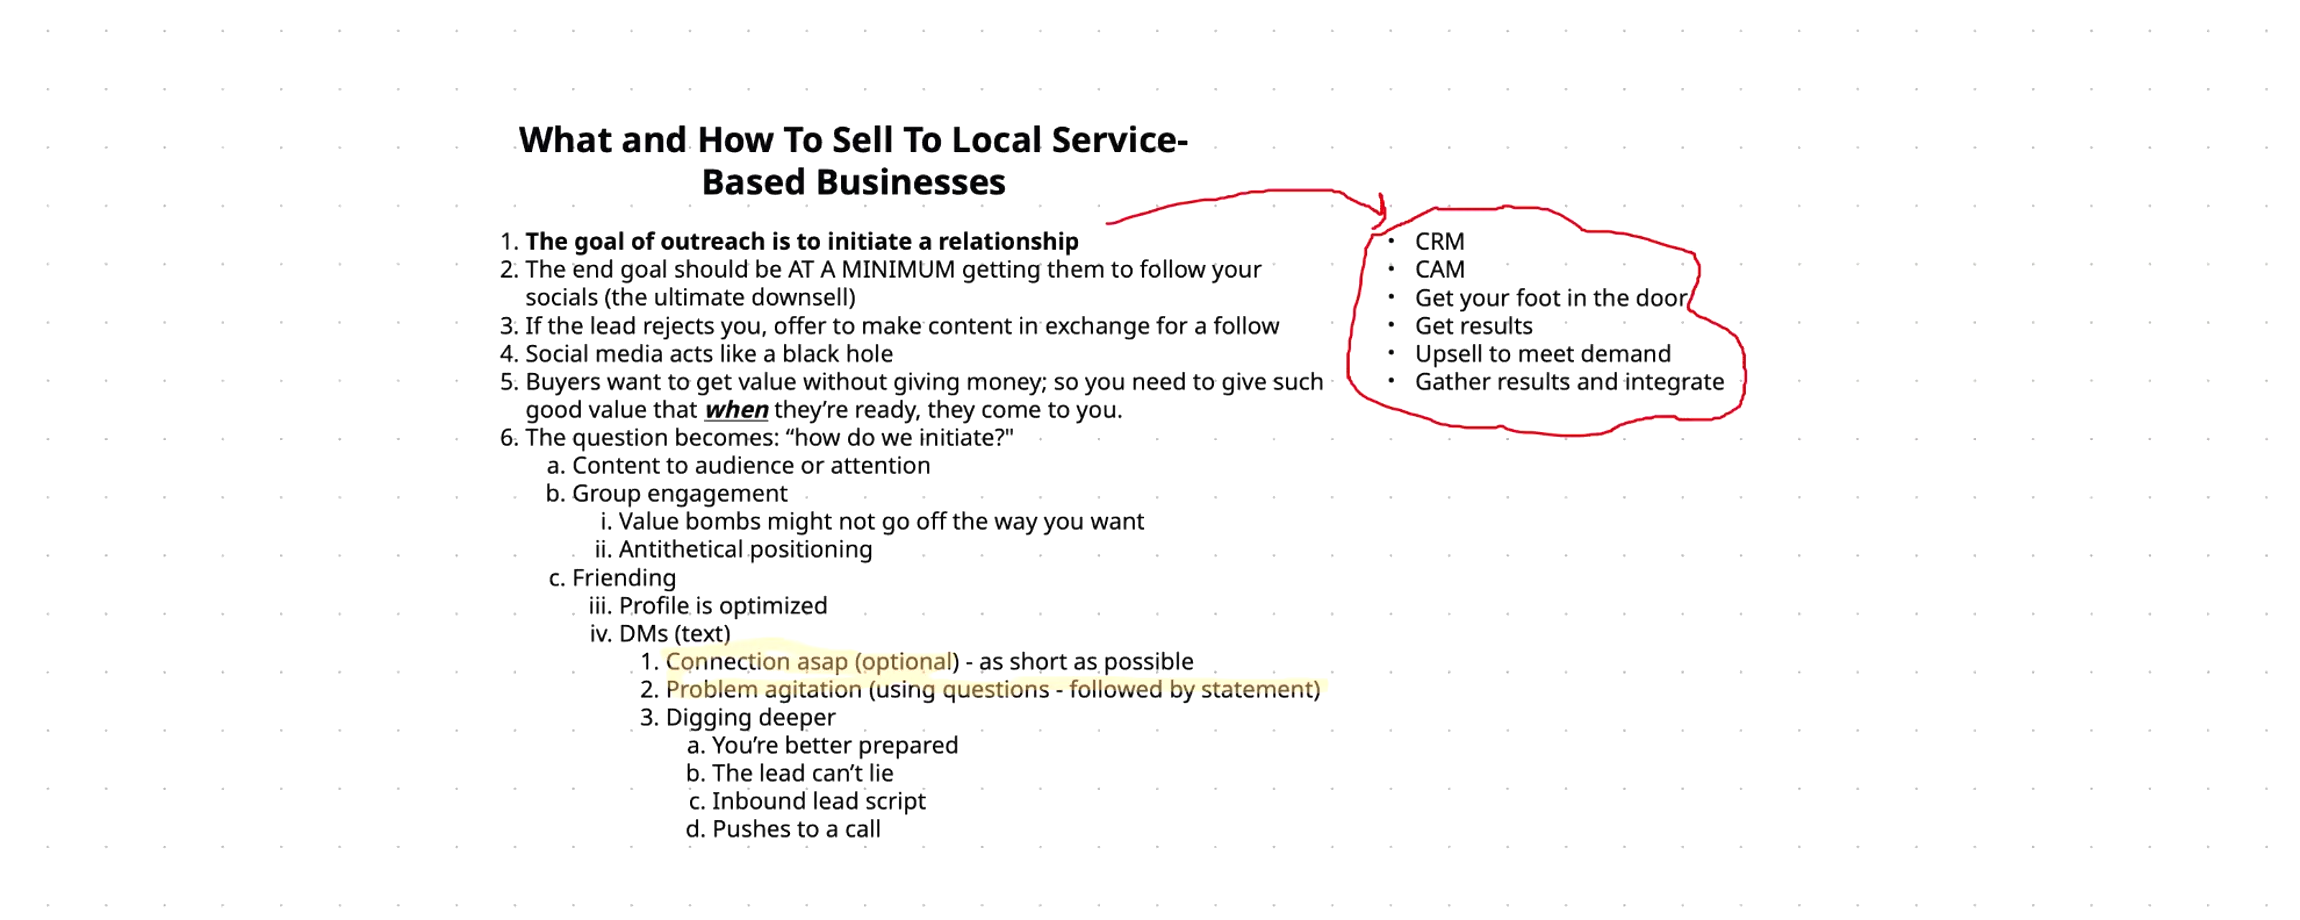 What and How To Sell To Local Service-
Based Businesses
1. The goal of outreach is to initiate a relationship
2. The end goal should be AT A MINIMUM getting them to follow your
socials (the ultimate downsell)
3. If the lead rejects you, offer to make content in exchange for a follow
4. Social media acts like a black hole
5. Buyers want to get value without giving money; so you need to give such
good value that when they’re ready, they come to you.
6. The question becomes: “how do we initiate?"
a. Content to audience or attention
b. Group engagement
i. Value bombs might not go off the way you want
ii. Antithetical positioning
c. Friending
iii. Profile is optimized
iv. DMs (text)
1. Connection asap (optional) - as short as possible
2. Problem agitation (using questions - followed by statement)
3. Digging deeper
a. You’re better prepared
b. The lead can’t lie
c. Inbound lead script
d. Pushes to a call
• CRM
• CAM
• Get your foot in the door
• Get results
• Upsell to meet demand
• Gather results and integrate